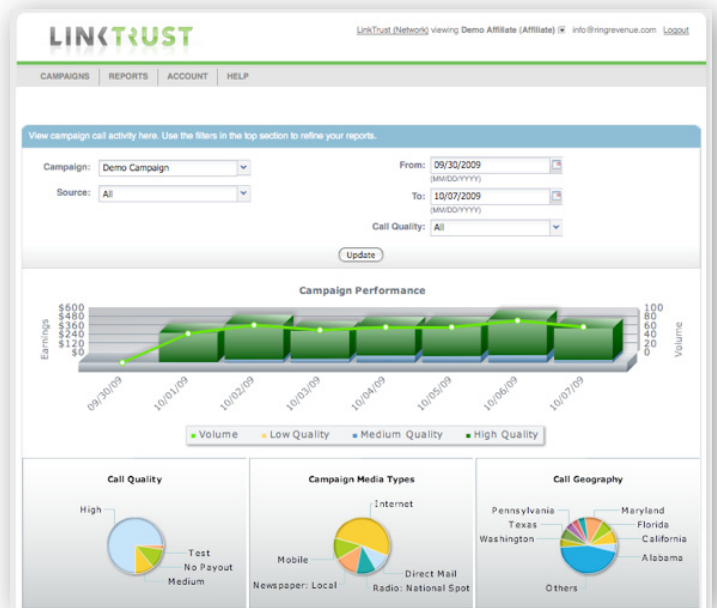 LINKTRUST
LinkTrust (Network) viewing Demo Affiliate (Affiliate) info@ringrevenue.com Logout
CAMPAIGNS REPORTS ACCOUNT HELP
View campaign call activity here. Use the filters in the top section to refine your reports.
Campaign: Demo Campaign
From: 09/30/2009
(MM/DD/YYYY)
Source: All
To: 10/07/2009
(MM/DD/YYYY)
Call Quality: All
Update
Campaign Performance
Earnings
$600
$480
$360
$240
$120
$0
100
80
60
40
20
0
Volume
09/30/09 10/01/09 10/02/09 10/03/09 10/04/09 10/05/09 10/06/09 10/07/09
Volume Low Quality Medium Quality High Quality
Call Quality
High
Test
No Payout
Medium
Campaign Media Types
Internet
Mobile
Direct Mail
Newspaper: Local
Radio: National Spot
Call Geography
Pennsylvania
Maryland
Texas
Florida
Washington
California
Alabama
Others